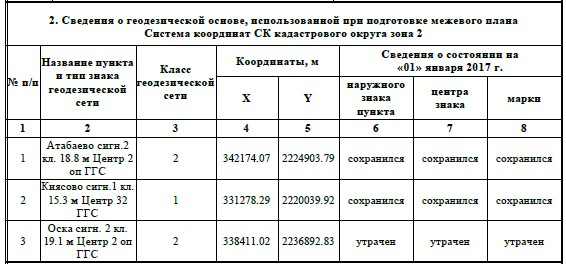 2. Сведения о геодезической основе, использованной при подготовке межевого плана
Система координат СК кадастрового округа зона 2
№ п/п
Название пункта
и тип знака
геодезической
сети
Класс
геодезической
сети
Координаты, м
X
Y
Сведения о состоянии на
«01» января 2017 г.
наружного
знака
пункта
центра
знака
марки
1 2 3 4 5 6 7 8
1
Атабаево сигн.2
кл. 18.8 м Центр 2
оп ГГС
2 342174.07 2224903.79 сохранился сохранился сохранился
2
Киясово сигн.1 кл.
15.3 м Центр 32
ГГС
1 331278.29 2220039.92 сохранился сохранился сохранился
3
Оска сигн. 2 кл.
19.1 м Центр 2 оп
ГГС
2 338411.02 2236892.83 утрачен утрачен утрачен